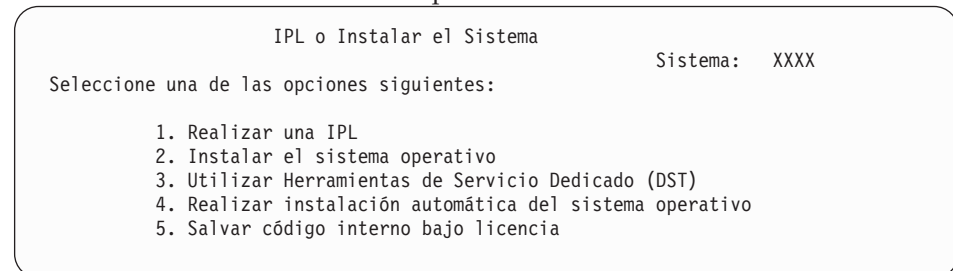 IPL o Instalar el Sistema
Sistema: XXXX
Seleccione una de las opciones siguientes:
1. Realizar una IPL
2. Instalar el sistema operativo
3. Utilizar Herramientas de Servicio Dedicado (DST)
4. Realizar instalación automática del sistema operativo
5. Salvar código interno bajo licencia